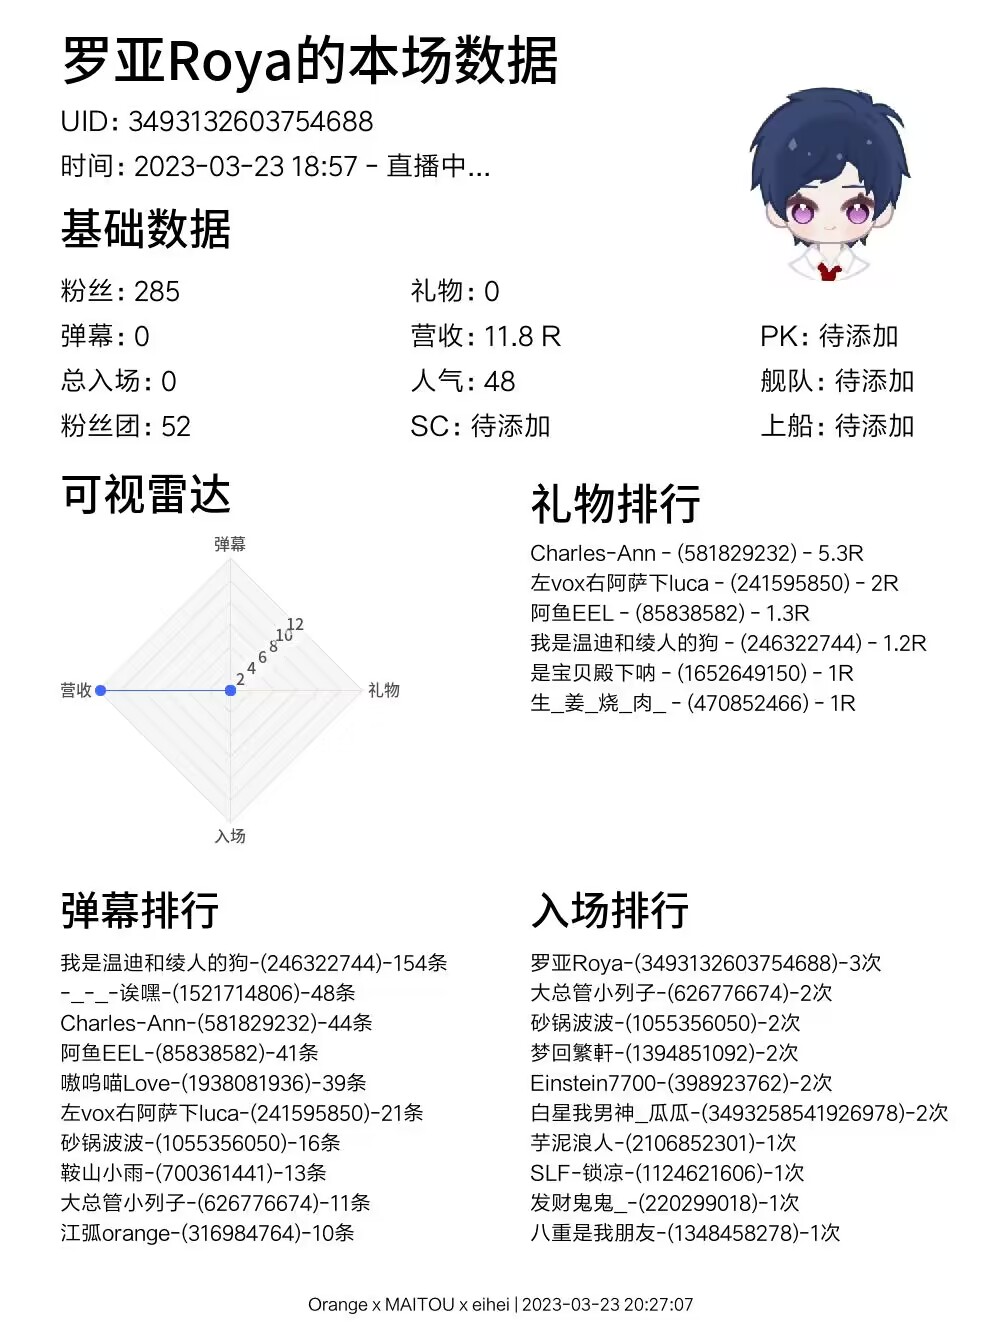 罗亚Roya的本场数据
UID: 3493132603754688
时间: 2023-03-23 18:57 - 直播中...
基础数据
粉丝: 285
礼物: 0
弹幕: 0
营收: 11.8 R
PK: 待添加
总入场: 0
人气: 48
舰队: 待添加
粉丝团: 52
SC: 待添加
上船: 待添加
可视雷达
弹幕
12
10
8
6
4
2
营收
礼物
入场
礼物排行
Charles-Ann - (581829232) - 5.3R
左vox右阿萨下luca - (241595850) - 2R
阿鱼EEL - (85838582) - 1.3R
我是温迪和绫人的狗 - (246322744) - 1.2R
是宝贝殿下呐 - (1652649150) - 1R
生_姜_烧_肉_ - (470852466) - 1R
弹幕排行
我是温迪和绫人的狗-(246322744)-154条
-_-_-诶嘿-(1521714806)-48条
Charles-Ann-(581829232)-44条
阿鱼EEL-(85838582)-41条
嗷呜喵Love-(1938081936)-39条
左vox右阿萨下luca-(241595850)-21条
砂锅波波-(1055356050)-16条
鞍山小雨-(700361441)-13条
大总管小列子-(626776674)-11条
江弧orange-(316984764)-10条
入场排行
罗亚Roya-(3493132603754688)-3次
大总管小列子-(626776674)-2次
砂锅波波-(1055356050)-2次
梦回繁軒-(1394851092)-2次
Einstein7700-(398923762)-2次
白星我男神_瓜瓜-(3493258541926978)-2次
芋泥浪人-(2106852301)-1次
SLF-锁凉-(1124621606)-1次
发财鬼鬼_-(220299018)-1次
八重是我朋友-(1348458278)-1次
Orange x MAITOU x eihei | 2023-03-23 20:27:07